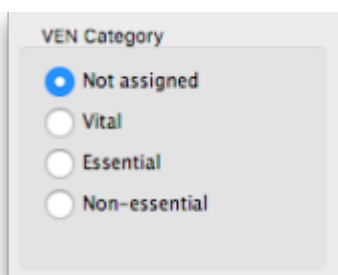 VEN Category
Not assigned
Vital
Essential
Non-essential